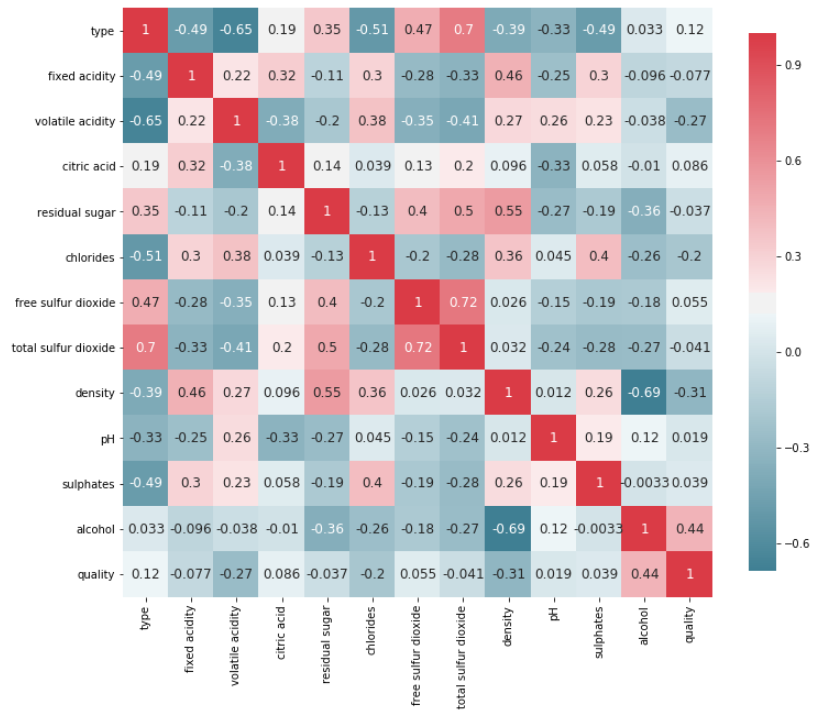 type 1 -0.49 -0.65 0.19 0.35 -0.51 0.47 0.7 -0.39 -0.33 -0.49 0.033 0.12
fixed acidity -0.49 1 0.22 0.32 -0.11 0.3 -0.28 -0.33 0.46 -0.25 0.3 -0.096 -0.077
volatile acidity -0.65 0.22 1 -0.38 -0.2 0.38 -0.35 -0.41 0.27 0.26 0.23 -0.038 -0.27
citric acid 0.19 0.32 -0.38 1 0.14 0.039 0.13 0.2 0.096 -0.33 0.058 -0.01 0.086
residual sugar 0.35 -0.11 -0.2 0.14 1 -0.13 0.4 0.5 0.55 -0.27 -0.19 -0.36 -0.037
chlorides -0.51 0.3 0.38 0.039 -0.13 1 -0.2 -0.28 0.36 0.045 0.4 -0.26 -0.2
free sulfur dioxide 0.47 -0.28 -0.35 0.13 0.4 -0.2 1 0.72 0.026 -0.15 -0.19 -0.18 0.055
total sulfur dioxide 0.7 -0.33 -0.41 0.2 0.5 -0.28 0.72 1 0.032 -0.24 -0.28 -0.27 -0.041
density -0.39 0.46 0.27 0.096 0.55 0.36 0.026 0.032 1 0.012 0.26 -0.69 -0.31
pH -0.33 -0.25 0.26 -0.33 -0.27 0.045 -0.15 -0.24 0.012 1 0.19 0.12 0.019
sulphates -0.49 0.3 0.23 0.058 -0.19 0.4 -0.19 -0.28 0.26 0.19 1 -0.0033 0.039
alcohol 0.033 -0.096 -0.038 -0.01 -0.36 -0.26 -0.18 -0.27 -0.69 0.12 -0.0033 1 0.44
quality 0.12 -0.077 -0.27 0.086 -0.037 -0.2 0.055 -0.041 -0.31 0.019 0.039 0.44 1
type
fixed acidity
volatile acidity
citric acid
residual sugar
chlorides
free sulfur dioxide
total sulfur dioxide
density
pH
sulphates
alcohol
quality
0.9
0.6
0.3
0.0
−0.3
−0.6